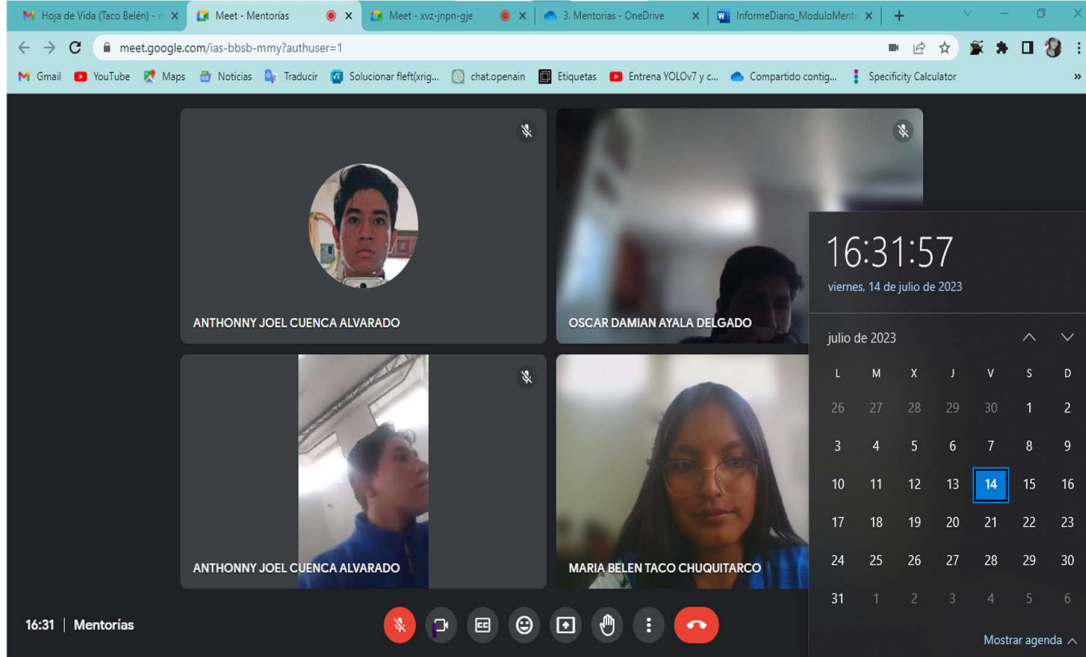 Hoja de Vida (Taco Belén) - r
Meet - Mentorías
Meet - xvz-jnpn-gje
3. Mentorias - OneDrive
InformeDiario_ModuloMento
meet.google.com/ias-bbsb-mmy?authuser=1
Gmail
YouTube
Maps
Noticias
Traducir
Solucionar fleft(xrig...
chat.openain
Etiquetas
Entrena YOLOv7 y c...
Compartido contig...
Specificity Calculator
»
ANTHONNY JOEL CUENCA ALVARADO
OSCAR DAMIAN AYALA DELGADO
ANTHONNY JOEL CUENCA ALVARADO
MARIA BELEN TACO CHUQUITARCO
16:31:57
viernes, 14 de julio de 2023
julio de 2023
L M X J V S D
26 27 28 29 30 1 2
3 4 5 6 7 8 9
10 11 12 13 14 15 16
17 18 19 20 21 22 23
24 25 26 27 28 29 30
31 1 2 3 4 5 6
Mostrar agenda
16:31 | Mentorías
CC